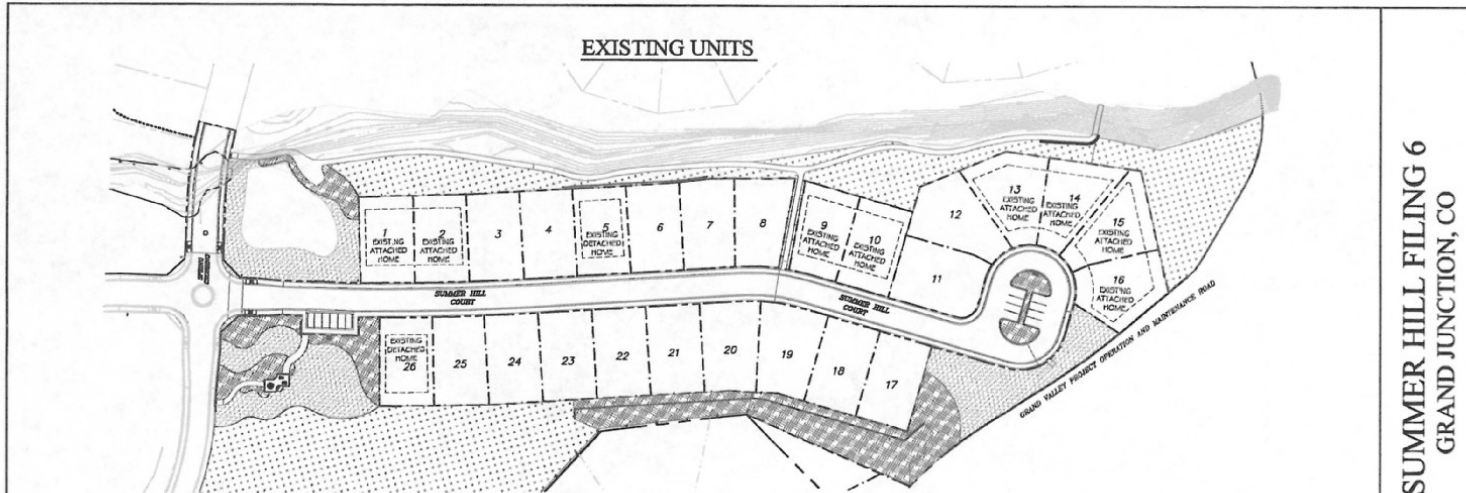 EXISTING UNITS
1
EXISTING
ATTACHED
HOME
2
EXISTING
ATTACHED
HOME
3
4
5
EXISTING
DETACHED
HOME
6
7
8
9
EXISTING
ATTACHED
HOME
10
EXISTING
ATTACHED
HOME
11
12
13
EXISTING
ATTACHED
HOME
14
EXISTING
ATTACHED
HOME
15
EXISTING
ATTACHED
HOME
16
EXISTING
ATTACHED
HOME
SUMMER HILL
COURT
SUMMER HILL
COURT
EXISTING
DETACHED
HOME
26
25
24
23
22
21
20
19
18
17
GRAND VALLEY PROJECT OPERATION AND MAINTENANCE ROAD
SUMMER HILL FILING 6
GRAND JUNCTION, CO